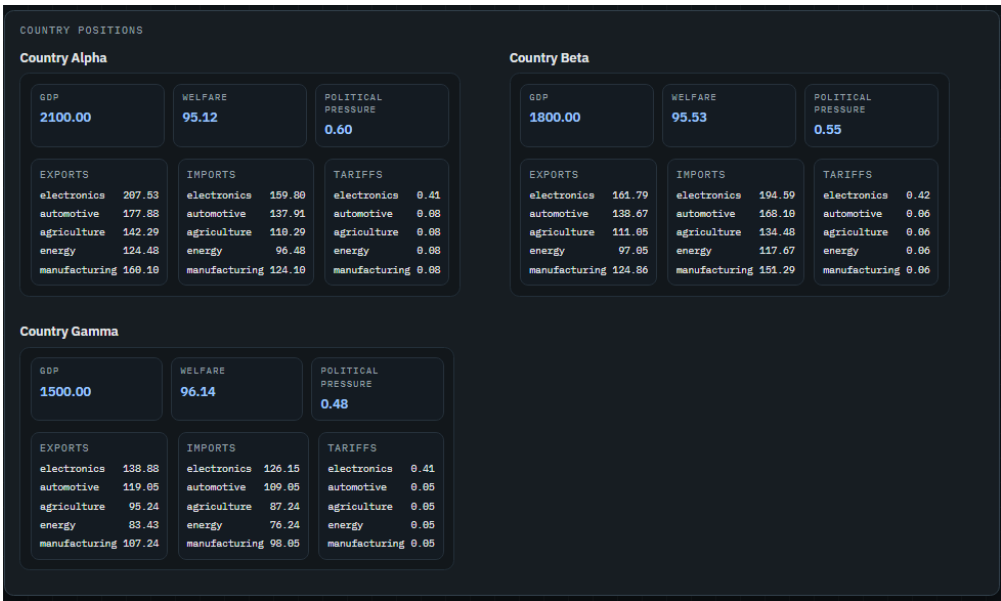 COUNTRY POSITIONS
Country Alpha
GDP
2100.00
WELFARE
95.12
POLITICAL
PRESSURE
0.60
EXPORTS
electronics 207.53
automotive 177.88
agriculture 142.29
energy 124.48
manufacturing 160.10
IMPORTS
electronics 159.80
automotive 137.91
agriculture 110.29
energy 96.48
manufacturing 124.10
TARIFFS
electronics 0.41
automotive 0.08
agriculture 0.08
energy 0.08
manufacturing 0.08
Country Beta
GDP
1800.00
WELFARE
95.53
POLITICAL
PRESSURE
0.55
EXPORTS
electronics 161.79
automotive 138.67
agriculture 111.05
energy 97.05
manufacturing 124.86
IMPORTS
electronics 194.59
automotive 168.10
agriculture 134.48
energy 117.67
manufacturing 151.29
TARIFFS
electronics 0.42
automotive 0.06
agriculture 0.06
energy 0.06
manufacturing 0.06
Country Gamma
GDP
1500.00
WELFARE
96.14
POLITICAL
PRESSURE
0.48
EXPORTS
electronics 138.88
automotive 119.05
agriculture 95.24
energy 83.43
manufacturing 107.24
IMPORTS
electronics 126.15
automotive 109.05
agriculture 87.24
energy 76.24
manufacturing 98.05
TARIFFS
electronics 0.41
automotive 0.05
agriculture 0.05
energy 0.05
manufacturing 0.05